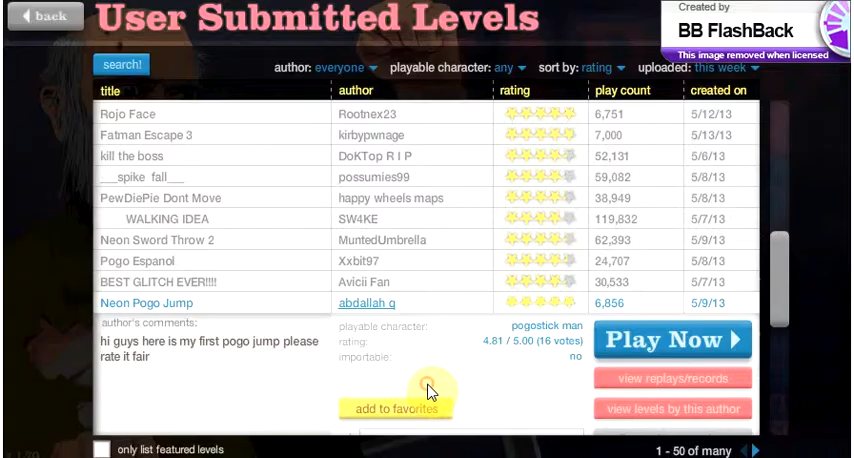 back
User Submitted Levels
Created by
BB FlashBack
This image removed when licensed
search!
author: everyone playable character: any sort by: rating uploaded: this week
title author rating play count created on
Rojo Face Rootnex23 6,751 5/12/13
Fatman Escape 3 kirbypwnage 7,000 5/13/13
kill the boss DoKTop R I P 52,131 5/6/13
___spike fall___ possumies99 59,082 5/8/13
PewDiePie Dont Move happy wheels maps 38,949 5/8/13
WALKING IDEA SW4KE 119,832 5/7/13
Neon Sword Throw 2 MuntedUmbrella 62,393 5/9/13
Pogo Espanol Xxbit97 24,707 5/8/13
BEST GLITCH EVER!!!! Avicii Fan 30,533 5/7/13
Neon Pogo Jump abdallah q 6,856 5/9/13
author's comments:
hi guys here is my first pogo jump please
rate it fair
playable character: pogostick man
rating: 4.81 / 5.00 (16 votes)
importable: no
add to favorites
Play Now
view replays/records
view levels by this author
only list featured levels
1 - 50 of many